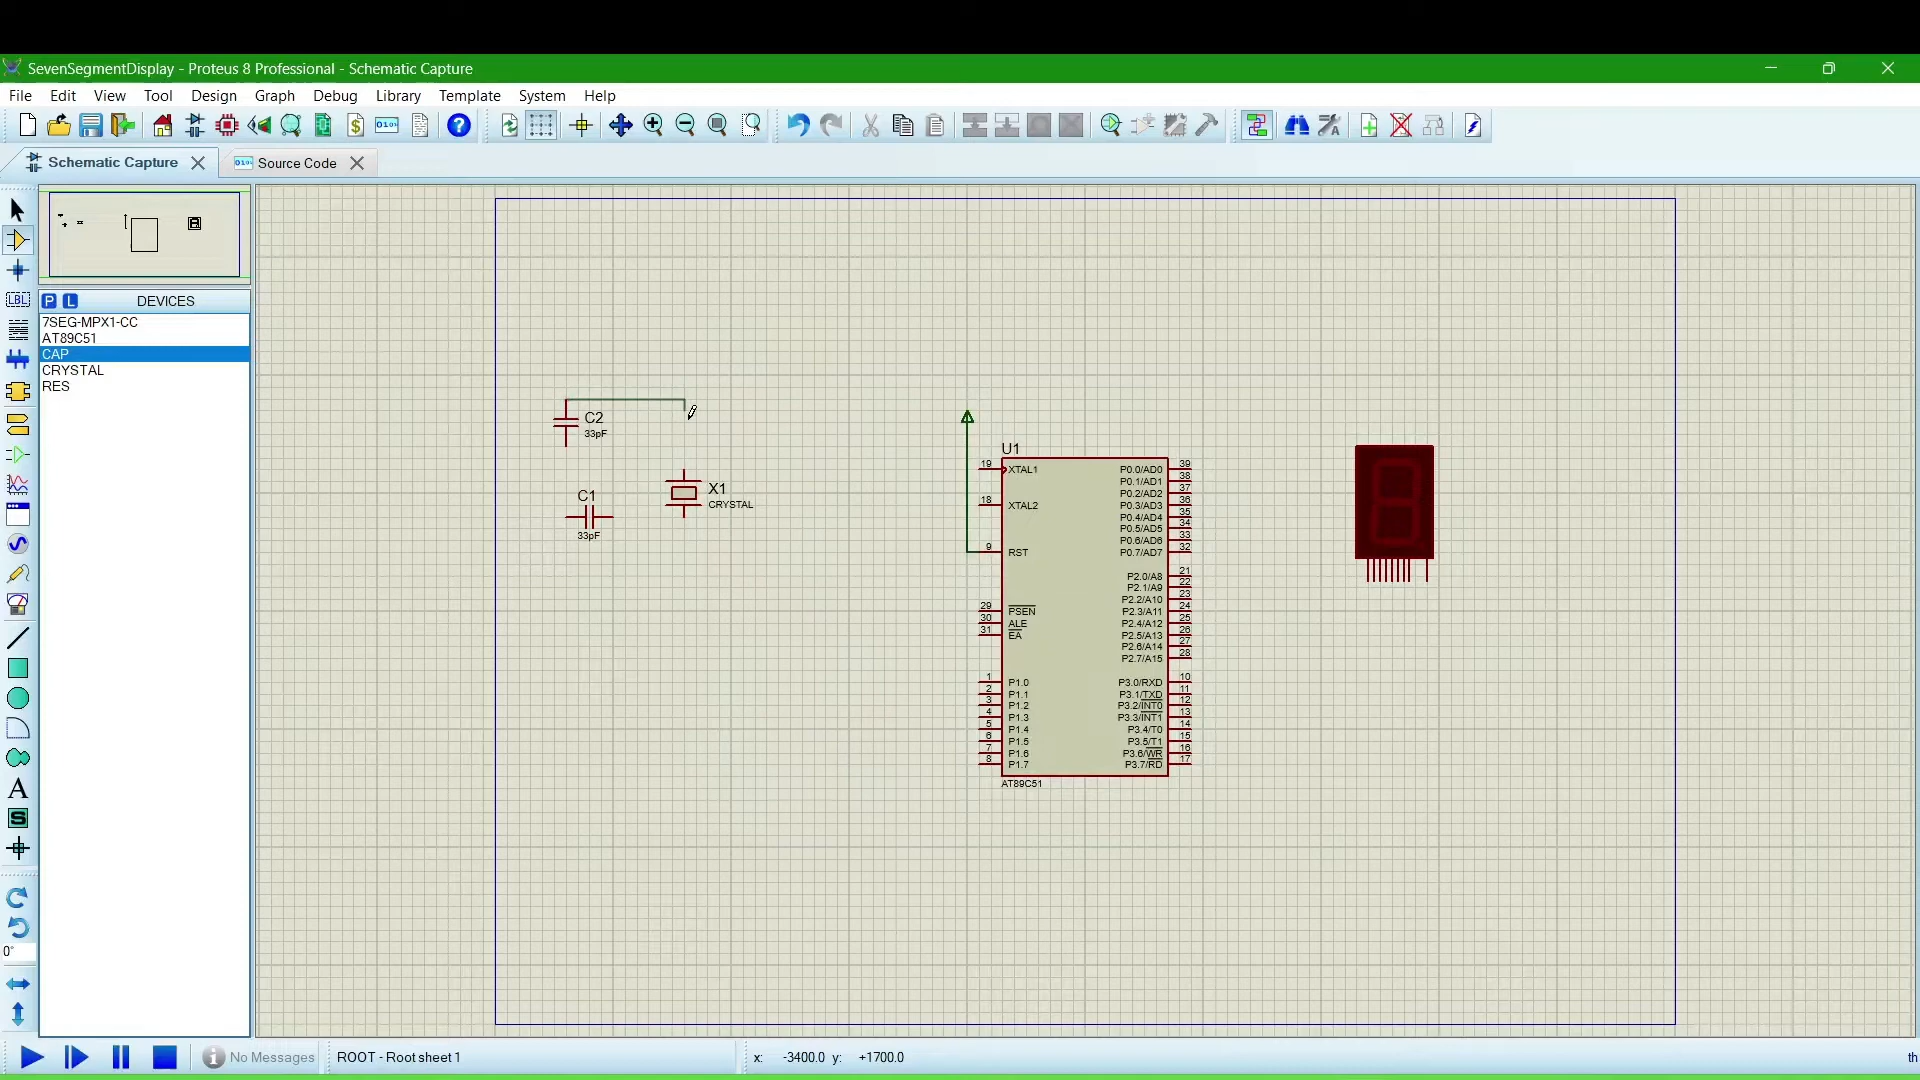 SevenSegmentDisplay - Proteus 8 Professional - Schematic Capture
File Edit View Tool Design Graph Debug Library Template System Help
Schematic Capture
Source Code
P L DEVICES
7SEG-MPX1-CC
AT89C51
CAP
CRYSTAL
RES
LBL
A
S
0°
C2
33pF
C1
33pF
X1
CRYSTAL
U1
19 XTAL1
18 XTAL2
9 RST
29 PSEN
30 ALE
31 EA
1 P1.0
2 P1.1
3 P1.2
4 P1.3
5 P1.4
6 P1.5
7 P1.6
8 P1.7
P0.0/AD0 39
P0.1/AD1 38
P0.2/AD2 37
P0.3/AD3 36
P0.4/AD4 35
P0.5/AD5 34
P0.6/AD6 33
P0.7/AD7 32
P2.0/A8 21
P2.1/A9 22
P2.2/A10 23
P2.3/A11 24
P2.4/A12 25
P2.5/A13 26
P2.6/A14 27
P2.7/A15 28
P3.0/RXD 10
P3.1/TXD 11
P3.2/INT0 12
P3.3/INT1 13
P3.4/T0 14
P3.5/T1 15
P3.6/WR 16
P3.7/RD 17
AT89C51
No Messages
ROOT - Root sheet 1
x: -3400.0 y: +1700.0
th